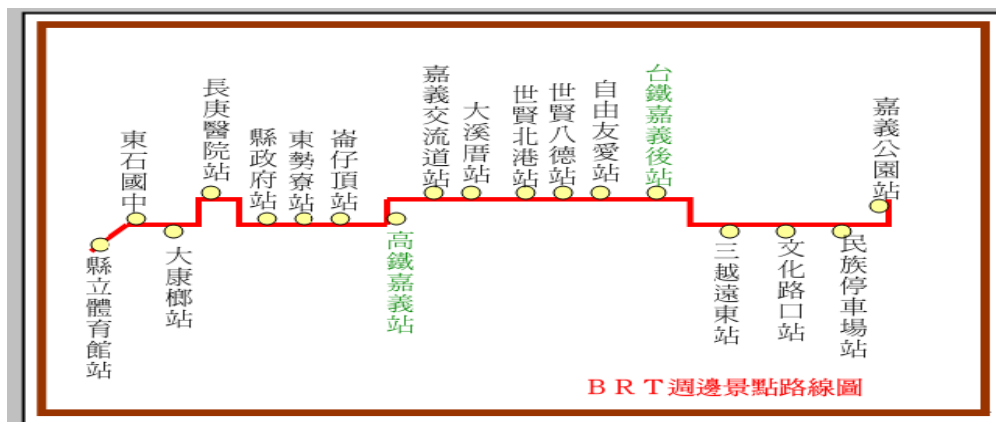 縣立體育館站
東石國中
大康榔站
長庚醫院站
縣政府站
東勢寮站
崙仔頂站
高鐵嘉義站
嘉義交流道站
大溪厝站
世賢北港站
世賢八德站
自由友愛站
台鐵嘉義後站
三越遠東站
文化路口站
民族停車場站
嘉義公園站
ＢＲＴ週邊景點路線圖